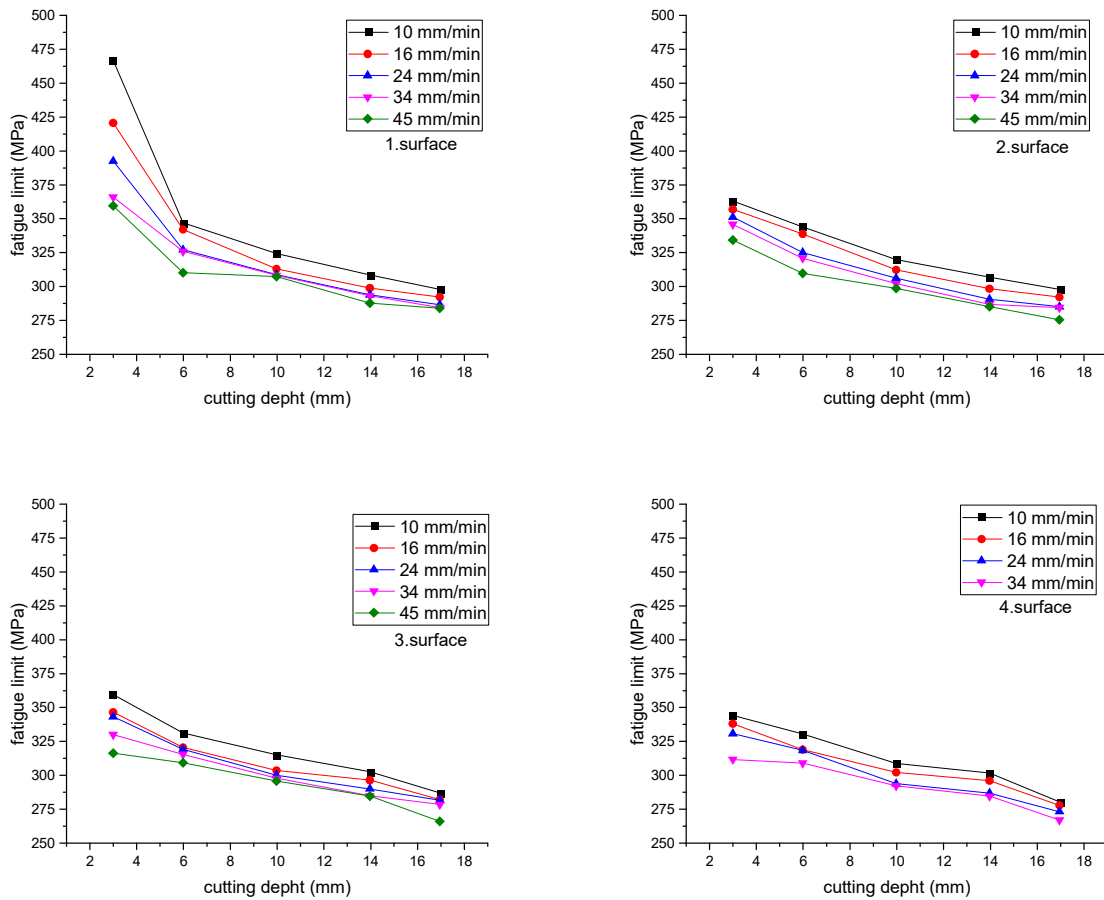 500
475
450
425
400
375
350
325
300
275
250
fatigue limit (MPa)
2 4 6 8 10 12 14 16 18
cutting depht (mm)
10 mm/min
16 mm/min
24 mm/min
34 mm/min
45 mm/min
1.surface
500
475
450
425
400
375
350
325
300
275
250
fatigue limit (MPa)
2 4 6 8 10 12 14 16 18
cutting depht (mm)
10 mm/min
16 mm/min
24 mm/min
34 mm/min
45 mm/min
2.surface
500
475
450
425
400
375
350
325
300
275
250
fatigue limit (MPa)
2 4 6 8 10 12 14 16 18
cutting depht (mm)
10 mm/min
16 mm/min
24 mm/min
34 mm/min
45 mm/min
3.surface
500
475
450
425
400
375
350
325
300
275
250
fatigue limit (MPa)
2 4 6 8 10 12 14 16 18
cutting depht (mm)
10 mm/min
16 mm/min
24 mm/min
34 mm/min
4.surface